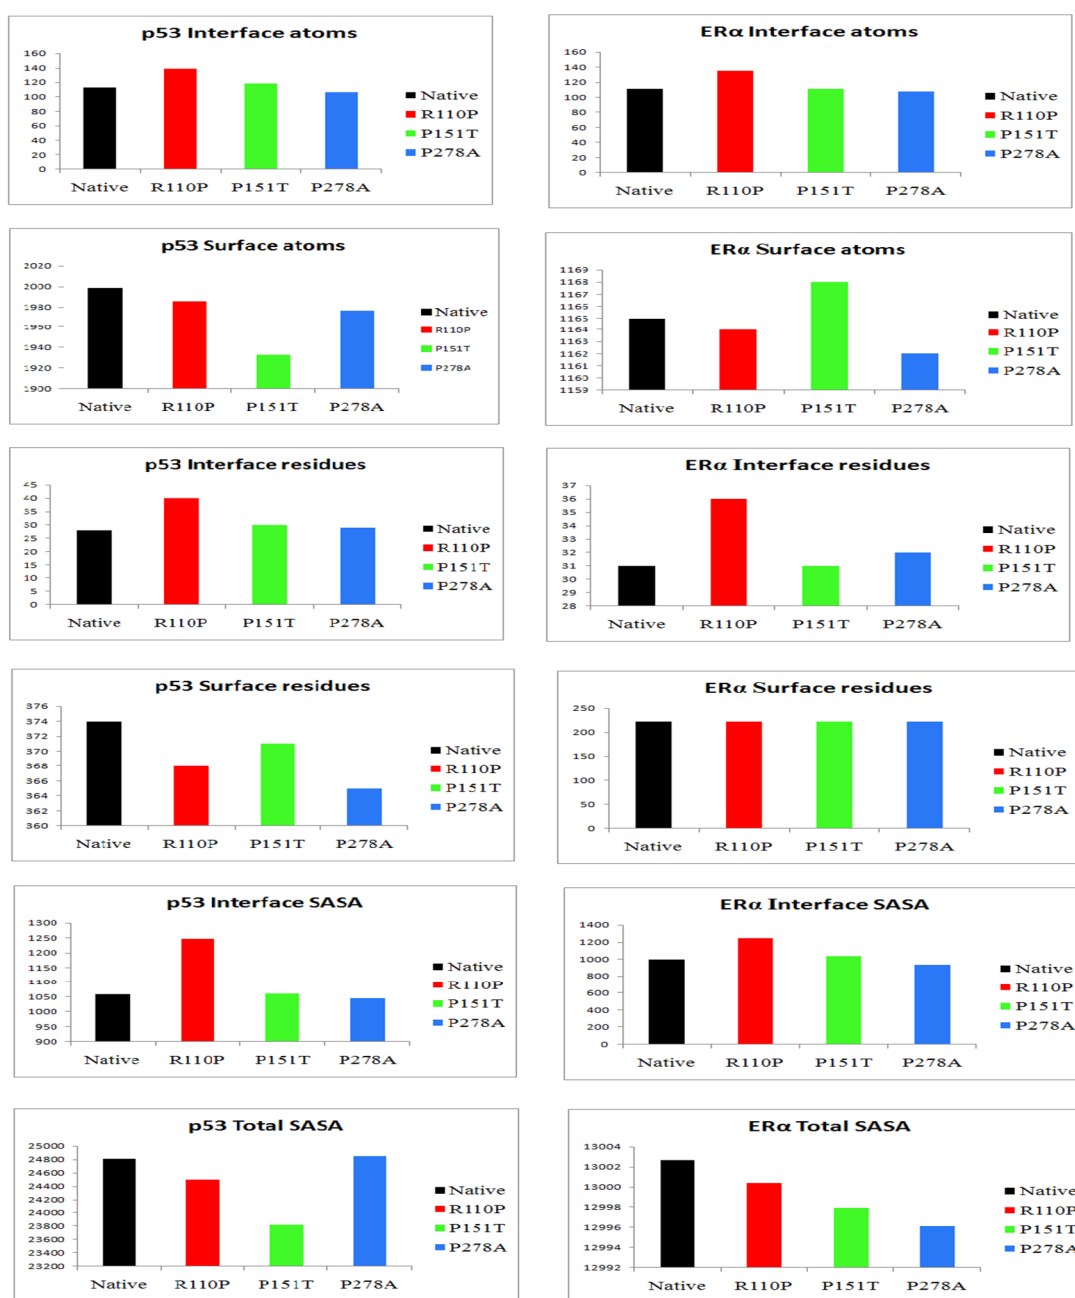 p53 Interface atoms
160
140
120
100
80
60
40
20
0
Native R110P P151T P278A
Native
R110P
P151T
P278A
ERα Interface atoms
160
140
120
100
80
60
40
20
0
Native R110P P151T P278A
Native
R110P
P151T
P278A
p53 Surface atoms
2020
2000
1980
1960
1940
1920
1900
Native R110P P151T P278A
Native
R110P
P151T
P278A
ERα Surface atoms
1169
1168
1167
1165
1165
1164
1163
1162
1161
1160
1159
Native R110P P151T P278A
Native
R110P
P151T
P278A
p53 Interface residues
45
40
35
30
25
20
15
10
5
0
Native R110P P151T P278A
Native
R110P
P151T
P278A
ERα Interface residues
37
36
35
34
33
32
31
30
29
28
Native R110P P151T P278A
Native
R110P
P151T
P278A
p53 Surface residues
376
374
372
370
368
366
364
362
360
Native R110P P151T P278A
Native
R110P
P151T
P278A
ERα Surface residues
250
200
150
100
50
0
Native R110P P151T P278A
Native
R110P
P151T
P278A
p53 Interface SASA
1300
1250
1200
1150
1100
1050
1000
950
900
Native R110P P151T P278A
Native
R110P
P151T
P278A
ERα Interface SASA
1400
1200
1000
800
600
400
200
0
Native R110P P151T P278A
Native
R110P
P151T
P278A
p53 Total SASA
25000
24800
24600
24400
24200
24000
23800
23600
23400
23200
Native R110P P151T P278A
Native
R110P
P151T
P278A
ERα Total SASA
13004
13002
13000
12998
12996
12994
12992
Native R110P P151T P278A
Native
R110P
P151T
P278A